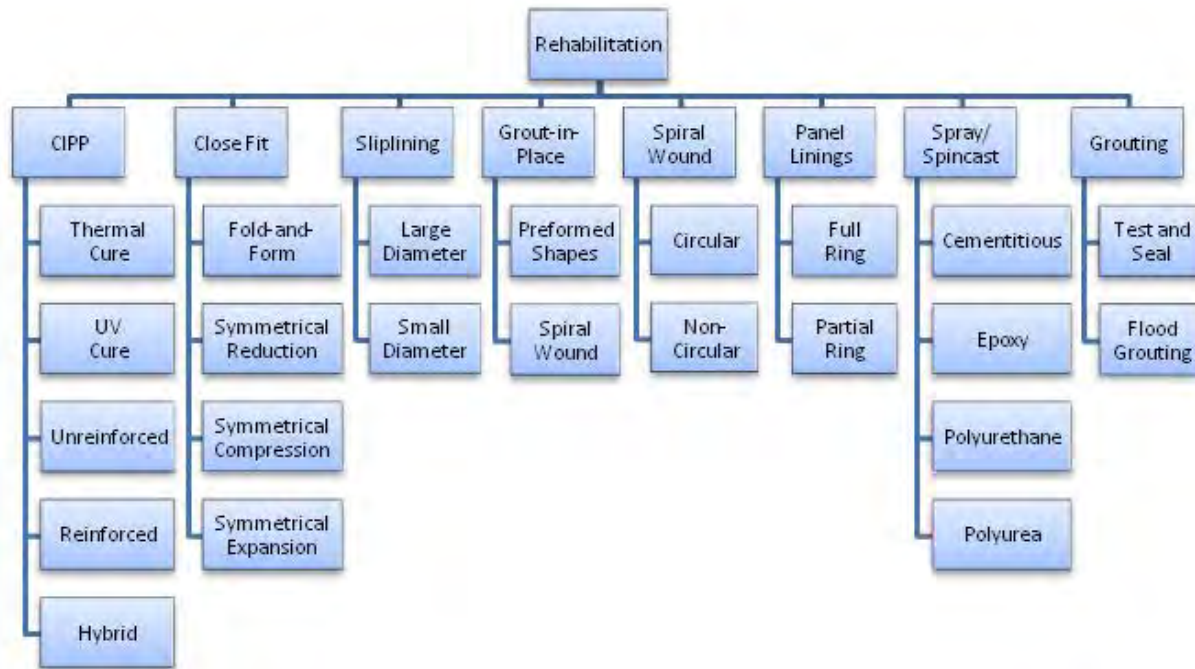 Rehabilitation
CIPP
Close Fit
Sliplining
Grout-in-
Place
Spiral
Wound
Panel
Linings
Spray/
Spincast
Grouting
Thermal
Cure
UV
Cure
Unreinforced
Reinforced
Hybrid
Fold-and-
Form
Symmetrical
Reduction
Symmetrical
Compression
Symmetrical
Expansion
Large
Diameter
Small
Diameter
Preformed
Shapes
Spiral
Wound
Circular
Non-
Circular
Full
Ring
Partial
Ring
Cementitious
Epoxy
Polyurethane
Polyurea
Test and
Seal
Flood
Grouting